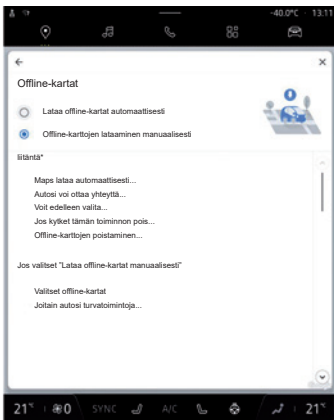 -40.0°C 13:11
Offline-kartat
Lataa offline-kartat automaattisesti
Offline-karttojen lataaminen manuaalisesti
liitäntä*
Maps lataa automaattisesti...
Autosi voi ottaa yhteyttä...
Voit edelleen valita...
Jos kytket tämän toiminnon pois...
Offline-karttojen poistaminen...
Jos valitset "Lataa offline-kartat manuaalisesti"
Valitset offline-kartat
Joitain autosi turvatoimintoja...
21°C 0 SYNC A/C 21°C